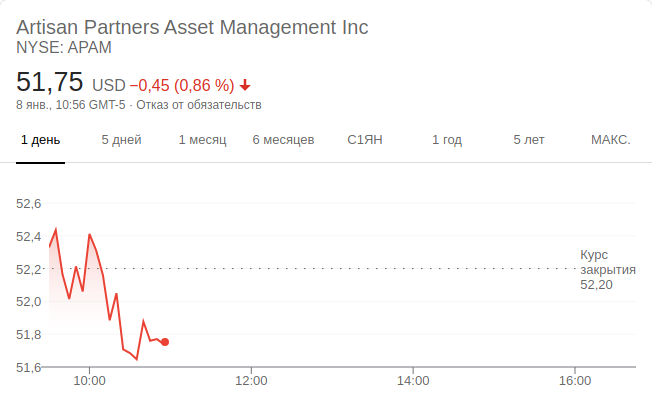 Artisan Partners Asset Management Inc
NYSE: APAM
51,75 USD −0,45 (0,86 %)
8 янв., 10:56 GMT-5 · Отказ от обязательств
1 день 5 дней 1 месяц 6 месяцев С1ЯН 1 год 5 лет МАКС.
52,6
52,4
52,2
52,0
51,8
51,6
Курс
закрытия
52,20
10:00 12:00 14:00 16:00